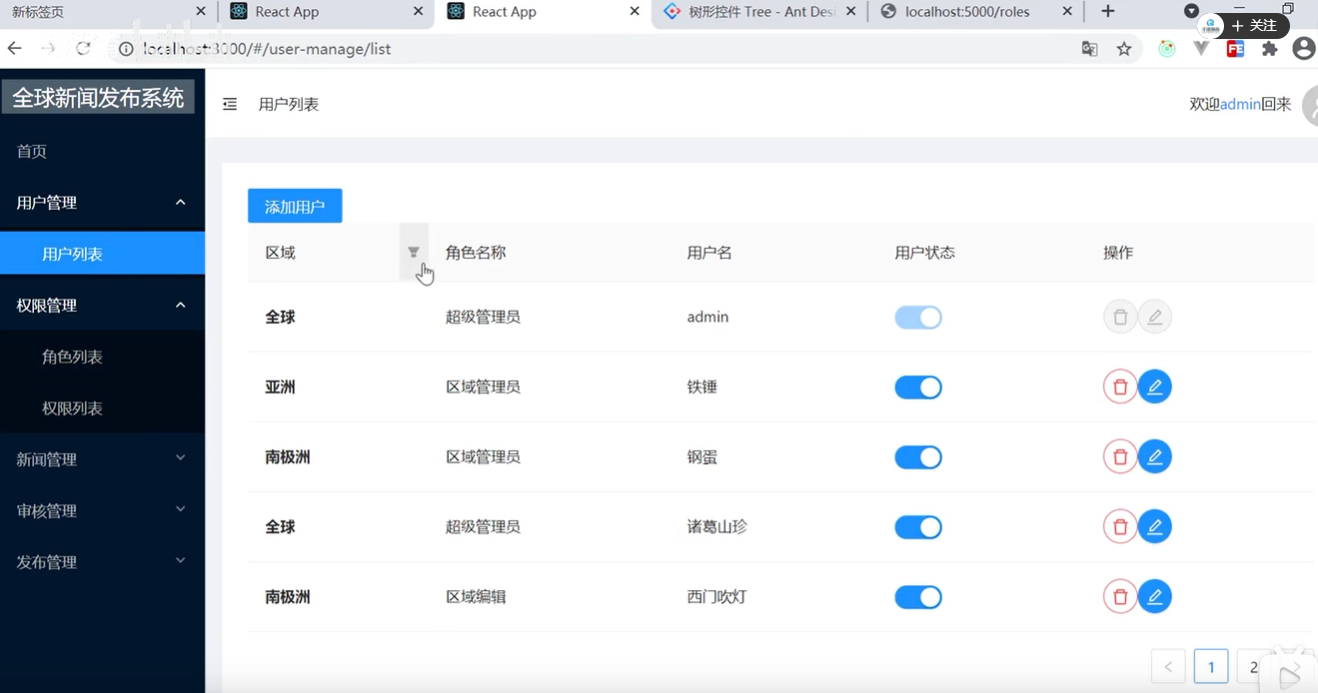 新标签页
React App
React App
树形控件 Tree - Ant Desi
localhost:5000/roles
+ 关注
localhost:3000/#/user-manage/list
全球新闻发布系统
用户列表
欢迎admin回来
首页
用户管理
用户列表
权限管理
角色列表
权限列表
新闻管理
审核管理
发布管理
添加用户
区域 角色名称 用户名 用户状态 操作
全球 超级管理员 admin
亚洲 区域管理员 铁锤
南极洲 区域管理员 钢蛋
全球 超级管理员 诸葛山珍
南极洲 区域编辑 西门吹灯
< 1 2